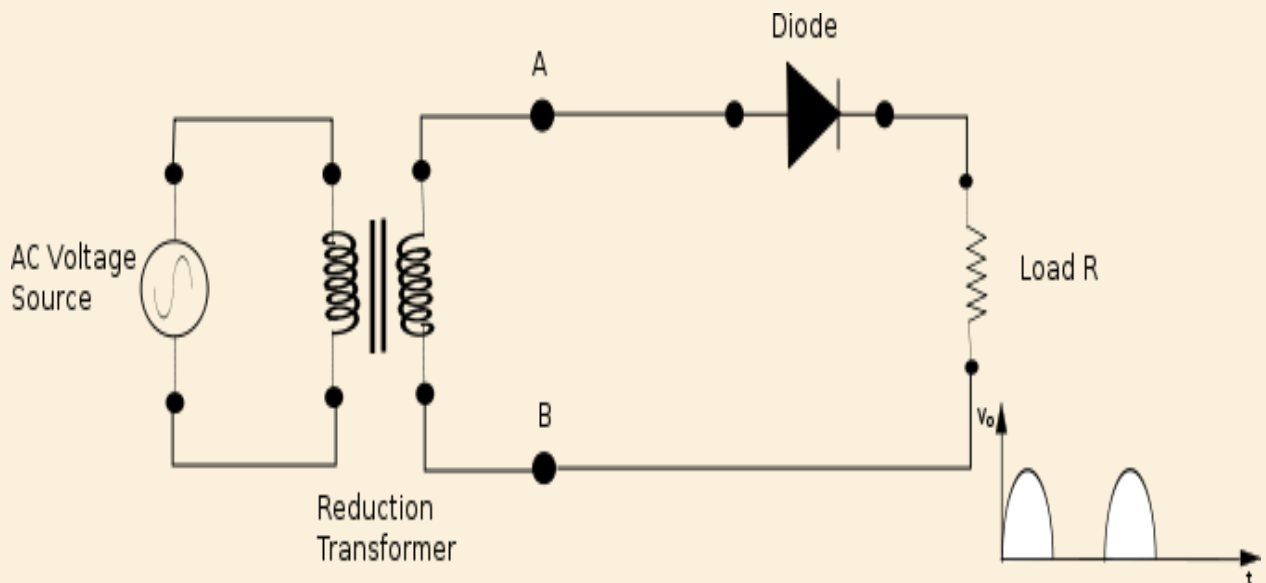 Diode
A
AC Voltage
Source
Load R
B
Vo
Reduction
Transformer
t